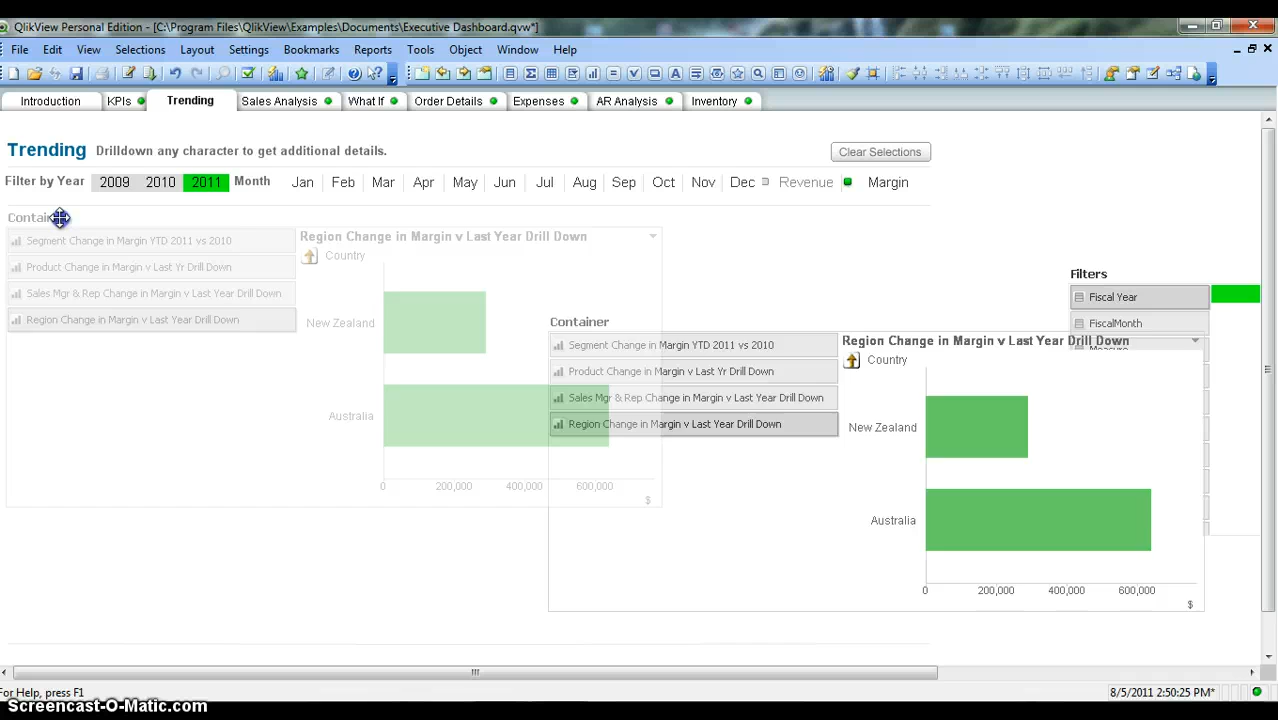 QlikView Personal Edition - [C:\Program Files\QlikView\Examples\Documents\Executive Dashboard.qvw*]
File Edit View Selections Layout Settings Bookmarks Reports Tools Object Window Help
Introduction KPIs Trending Sales Analysis What If Order Details Expenses AR Analysis Inventory
Trending Drilldown any character to get additional details.
Clear Selections
Filter by Year 2009 2010 2011 Month Jan Feb Mar Apr May Jun Jul Aug Sep Oct Nov Dec Revenue Margin
Segment Change in Margin YTD 2011 vs 2010
Product Change in Margin v Last Yr Drill Down
Sales Mgr & Rep Change in Margin v Last Year Drill Down
Region Change in Margin v Last Year Drill Down
Region Change in Margin v Last Year Drill Down
Country
New Zealand
Australia
0 200,000 400,000 600,000
$
Filters
Fiscal Year
FiscalMonth
Container
Segment Change in Margin YTD 2011 vs 2010
Product Change in Margin v Last Yr Drill Down
Sales Mgr & Rep Change in Margin v Last Year Drill Down
Region Change in Margin v Last Year Drill Down
Region Change in Margin v Last Year Drill Down
Country
New Zealand
Australia
0 200,000 400,000 600,000
$
For Help, press F1
8/5/2011 2:50:25 PM*
Screencast-O-Matic.com